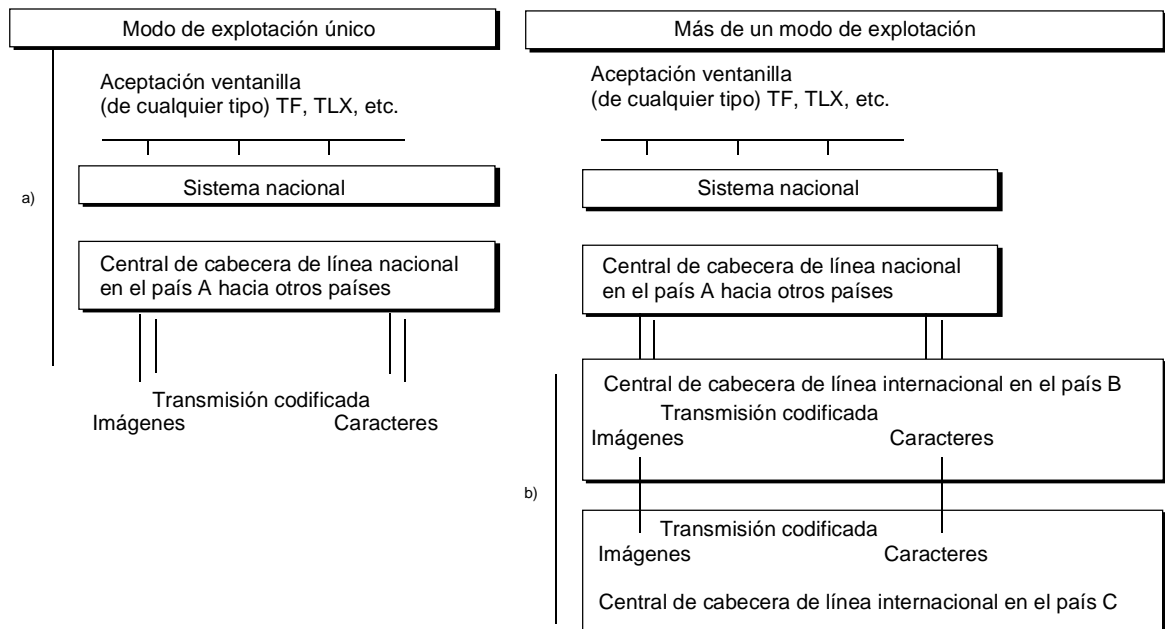 Modo de explotación único
Aceptación ventanilla
(de cualquier tipo) TF, TLX, etc.
a)
Sistema nacional
Central de cabecera de línea nacional
en el país A hacia otros países
Transmisión codificada
Imágenes Caracteres
Más de un modo de explotación
Aceptación ventanilla
(de cualquier tipo) TF, TLX, etc.
Sistema nacional
Central de cabecera de línea nacional
en el país A hacia otros países
Central de cabecera de línea internacional en el país B
Transmisión codificada
Imágenes Caracteres
b)
Transmisión codificada
Imágenes Caracteres
Central de cabecera de línea internacional en el país C